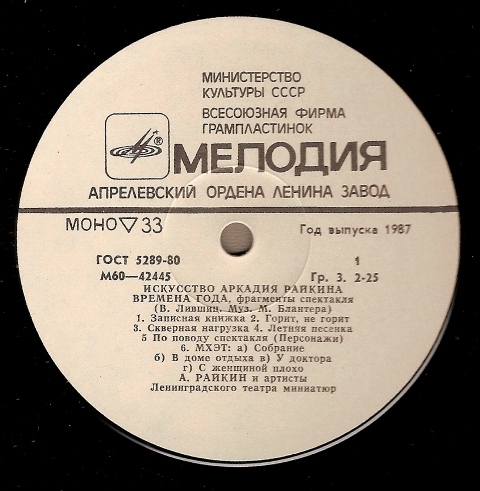 МИНИСТЕРСТВО
КУЛЬТУРЫ СССР
ВСЕСОЮЗНАЯ ФИРМА
ГРАМПЛАСТИНОК
®
МЕЛОДИЯ
АПРЕЛЕВСКИЙ ОРДЕНА ЛЕНИНА ЗАВОД
МОНО ▽ 33
Год выпуска 1987
ГОСТ 5289-80
1
М60—42445
Гр. 3. 2-25
ИСКУССТВО АРКАДИЯ РАЙКИНА
ВРЕМЕНА ГОДА, фрагменты спектакля
(В. Лившиц. Муз. М. Блантера)
1. Записная книжка 2. Горит, не горит
3. Скверная нагрузка 4. Летняя песенка
5 По поводу спектакля (Персонажи)
6. МХЭТ: а) Собрание
б) В доме отдыха в) У доктора
г) С женщиной плохо
А. РАЙКИН и артисты
Ленинградского театра миниатюр